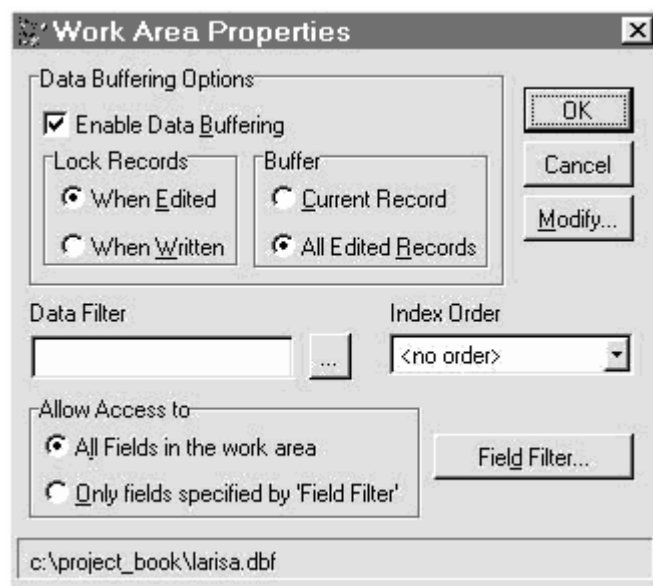 Work Area Properties
Data Buffering Options
Enable Data Buffering
OK
Lock Records
Buffer
Cancel
When Edited
Current Record
Modify...
When Written
All Edited Records
Data Filter
Index Order
...
<no order>
Allow Access to
All Fields in the work area
Field Filter...
Only fields specified by 'Field Filter'
c:\project_book\larisa.dbf